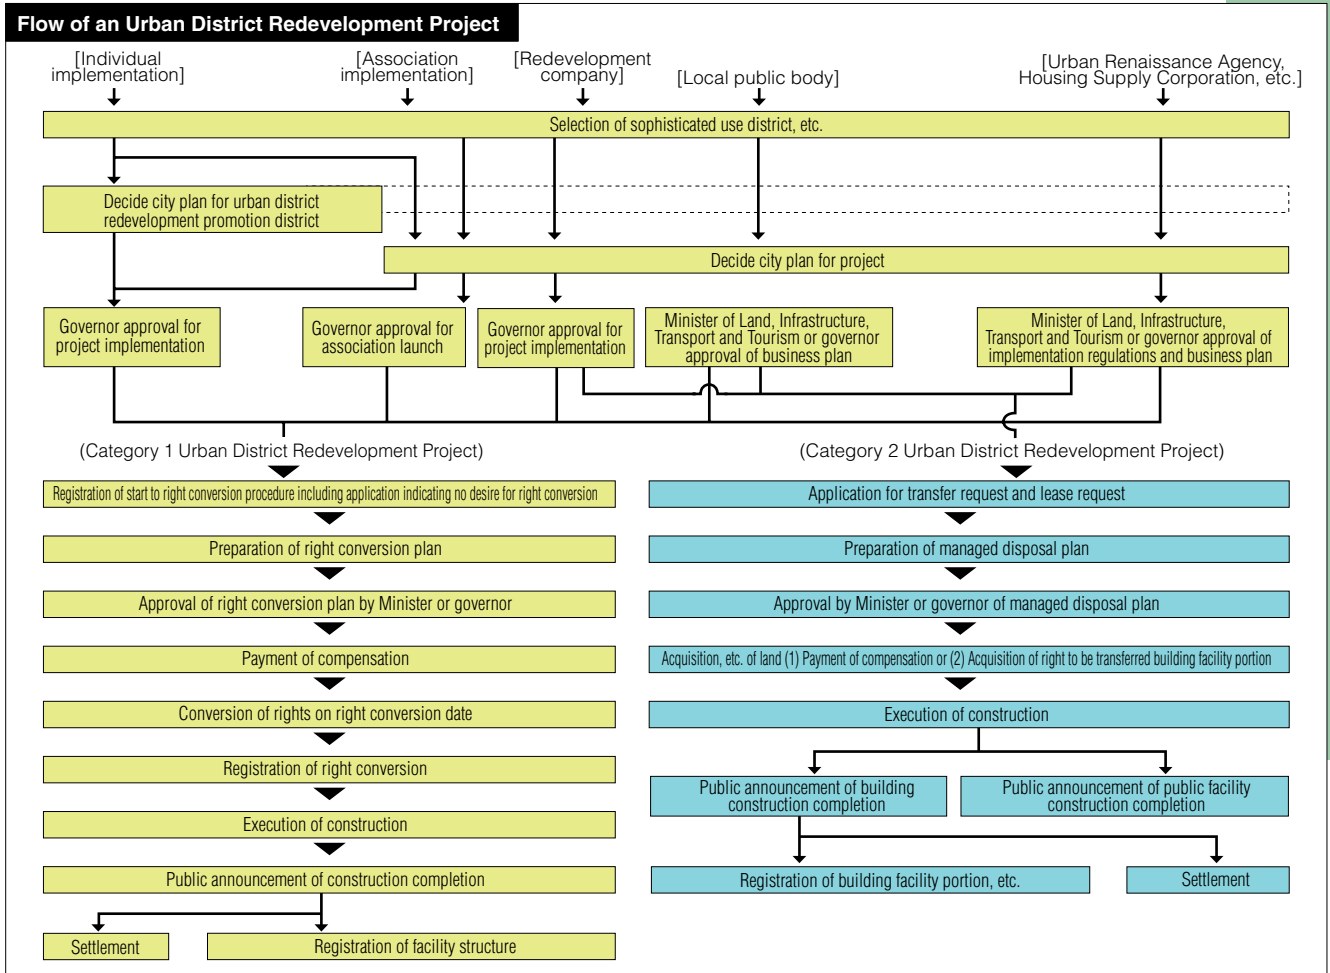 Flow of an Urban District Redevelopment Project
[Individual
implementation]
[Association
implementation]
[Redevelopment
company]
[Local public body]
[Urban Renaissance Agency,
Housing Supply Corporation, etc.]
Selection of sophisticated use district, etc.
Decide city plan for urban district
redevelopment promotion district
Decide city plan for project
Governor approval for
project implementation
Governor approval for
association launch
Governor approval for
project implementation
Minister of Land, Infrastructure,
Transport and Tourism or governor
approval of business plan
Minister of Land, Infrastructure,
Transport and Tourism or governor approval of
implementation regulations and business plan
(Category 1 Urban District Redevelopment Project)
Registration of start to right conversion procedure including application indicating no desire for right conversion
Preparation of right conversion plan
Approval of right conversion plan by Minister or governor
Payment of compensation
Conversion of rights on right conversion date
Registration of right conversion
Execution of construction
Public announcement of construction completion
Settlement
Registration of facility structure
(Category 2 Urban District Redevelopment Project)
Application for transfer request and lease request
Preparation of managed disposal plan
Approval by Minister or governor of managed disposal plan
Acquisition, etc. of land (1) Payment of compensation or (2) Acquisition of right to be transferred building facility portion
Execution of construction
Public announcement of building
construction completion
Public announcement of public facility
construction completion
Registration of building facility portion, etc.
Settlement